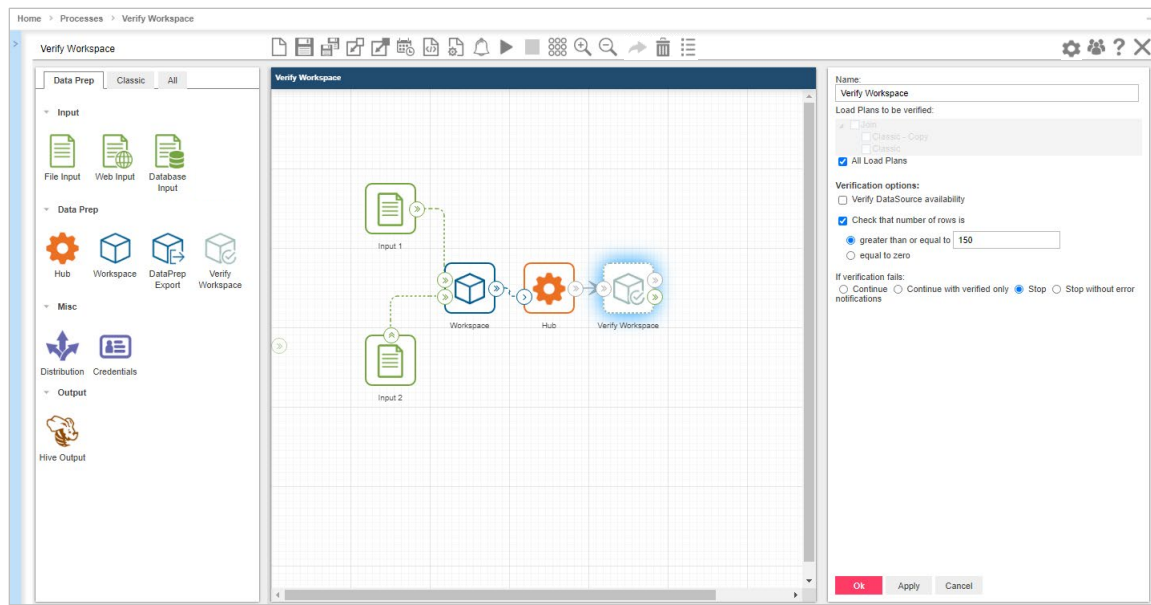 Home > Processes > Verify Workspace
Verify Workspace
Data Prep Classic All
Input
File Input Web Input Database
Input
Data Prep
Hub Workspace DataPrep Verify
Export Workspace
Misc
Distribution Credentials
Output
Hive Output
Verify Workspace
Input 1
Workspace Hub Verify Workspace
Input 2
Name:
Verify Workspace
Load Plans to be verified:
Join
Classic - Copy
Classic
All Load Plans
Verification options:
Verify DataSource availability
Check that number of rows is
greater than or equal to 150
equal to zero
If verification fails:
Continue Continue with verified only Stop Stop without error
notifications
Ok Apply Cancel